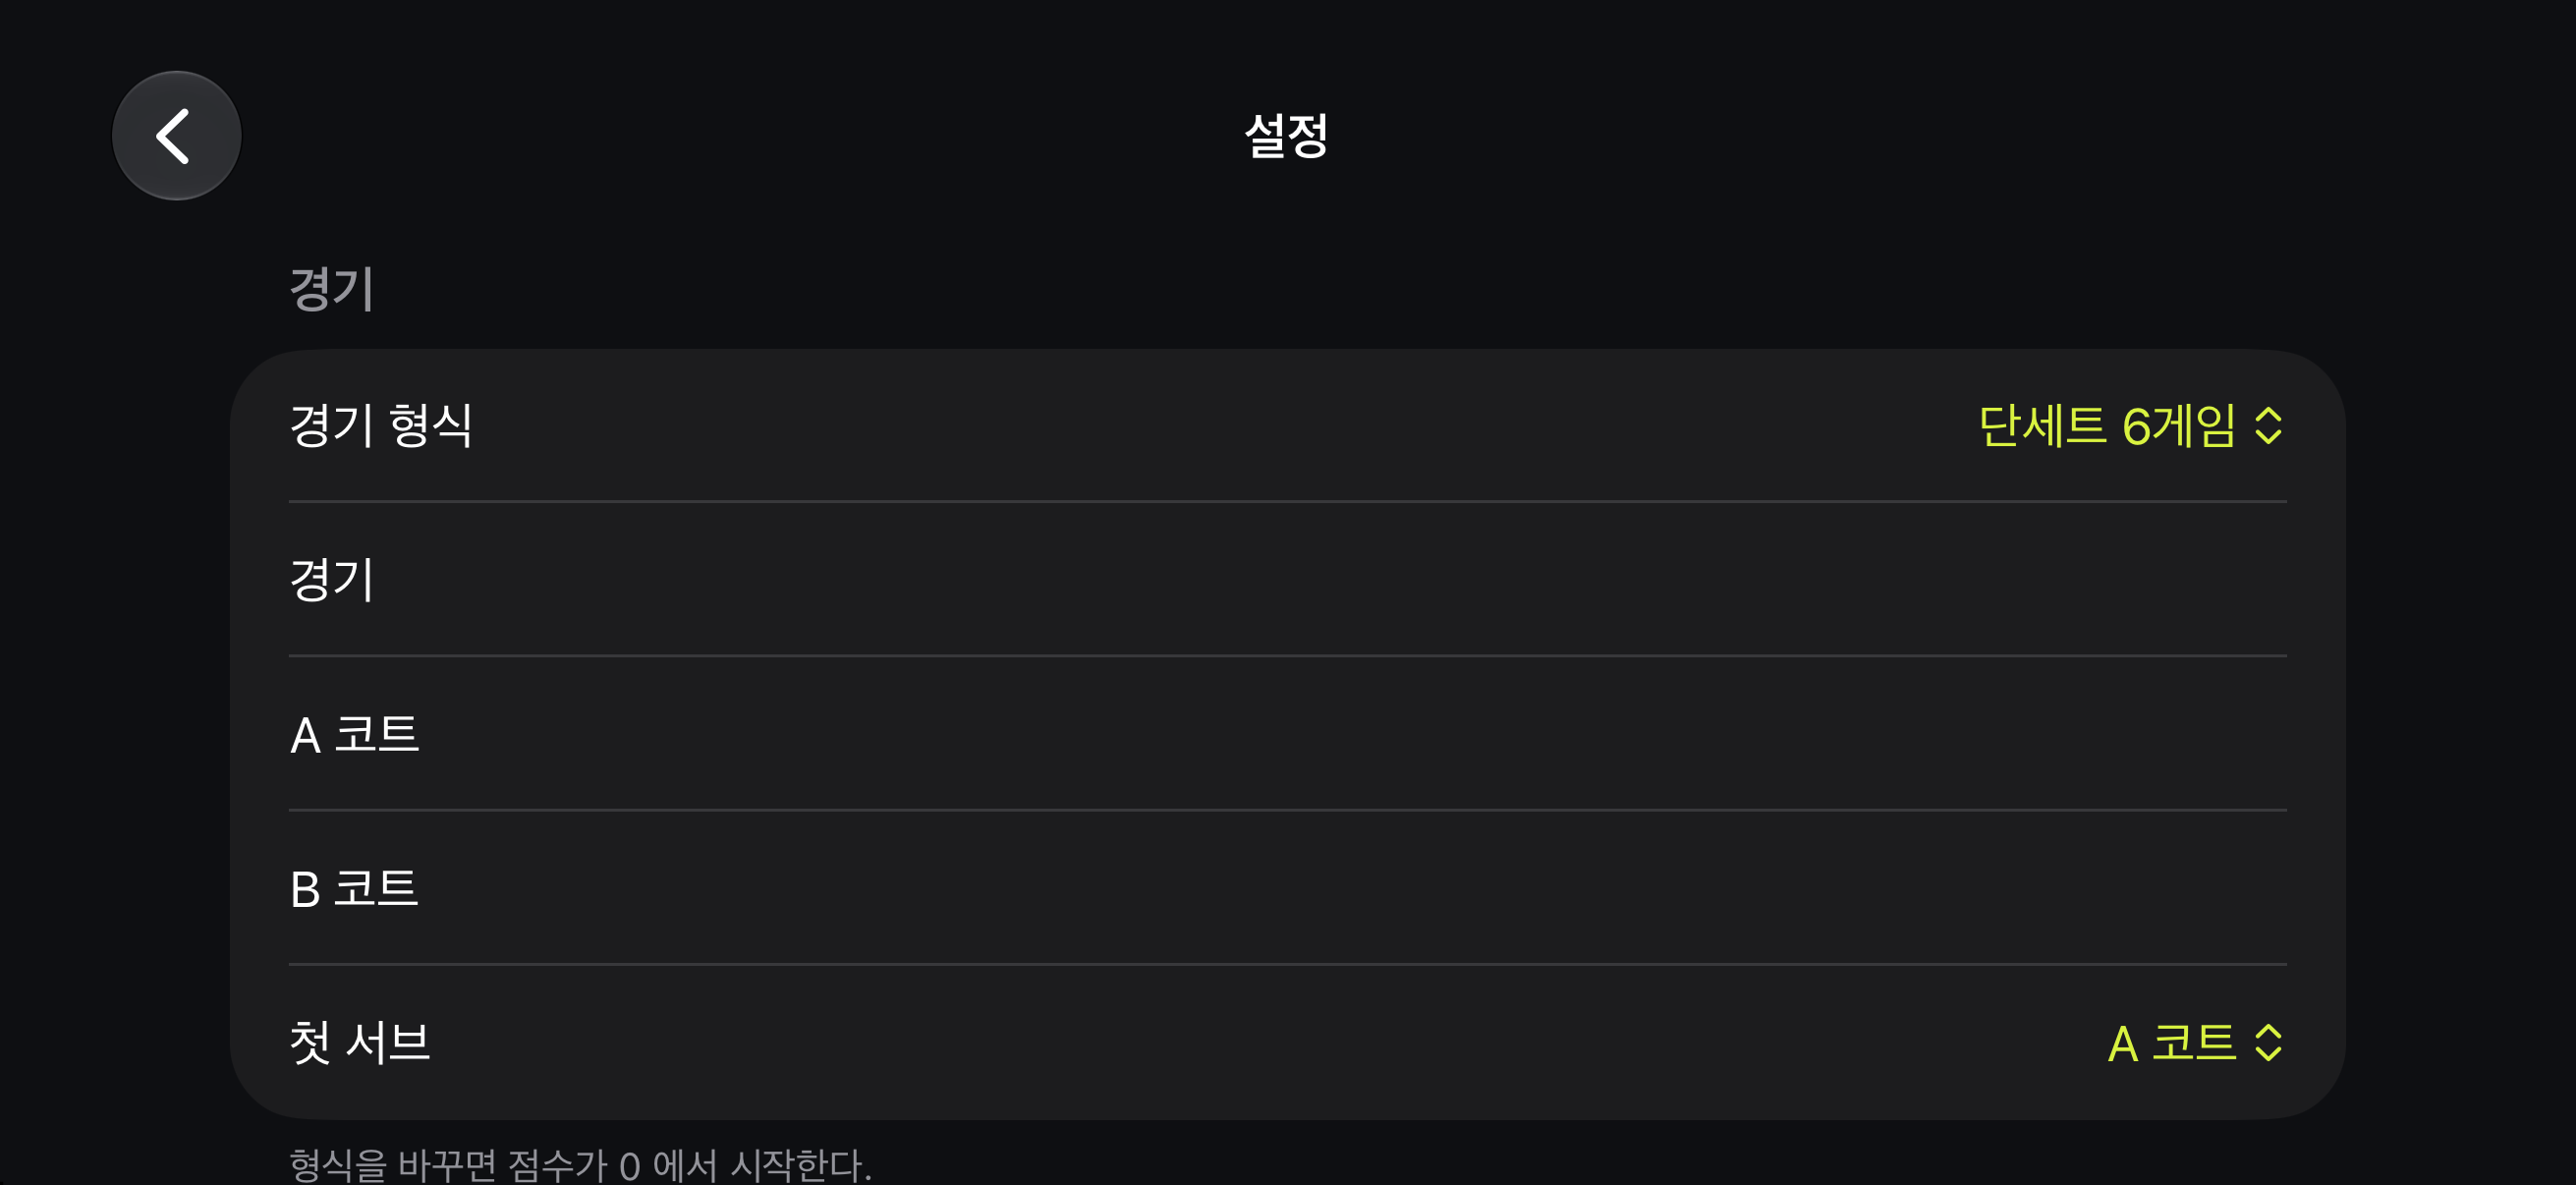 설정
경기
경기 형식 단세트 6게임
경기
A 코트
B 코트
첫 서브 A 코트
형식을 바꾸면 점수가 0 에서 시작한다.